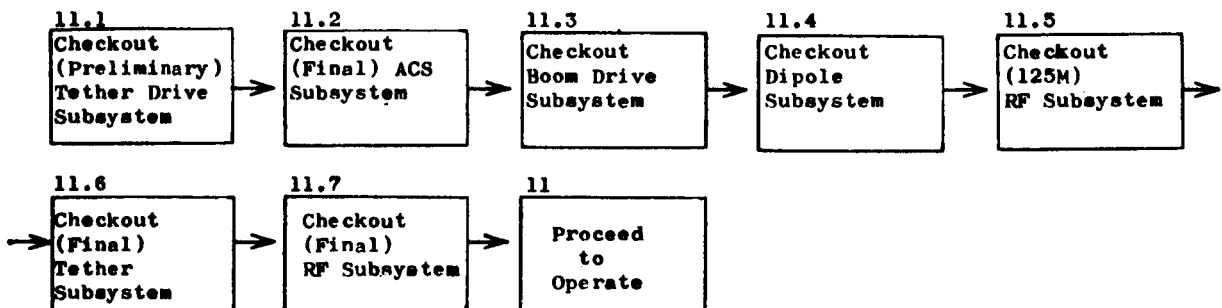 11.1
Checkout
(Preliminary)
Tether Drive
Subsystem
11.2
Checkout
(Final) ACS
Subsystem
11.3
Checkout
Boom Drive
Subsystem
11.4
Checkout
Dipole
Subsystem
11.5
Checkout
(125M)
RF Subsystem
11.6
Checkout
(Final)
Tether
Subsystem
11.7
Checkout
(Final)
RF Subsystem
11
Proceed
to
Operate